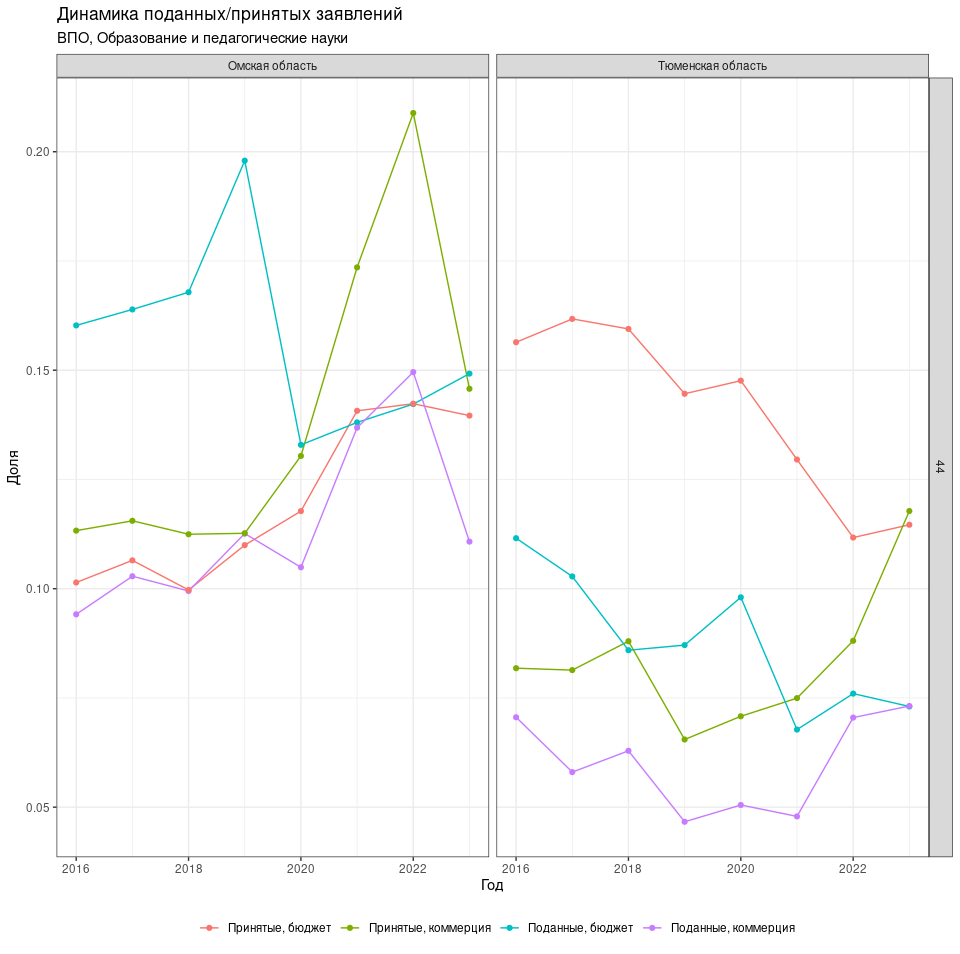 Динамика поданных/принятых заявлений
ВПО, Образование и педагогические науки
Омская область
Тюменская область
44
Доля
0.20
0.15
0.10
0.05
2016 2018 2020 2022
2016 2018 2020 2022
Год
Принятые, бюджет Принятые, коммерция Поданные, бюджет Поданные, коммерция